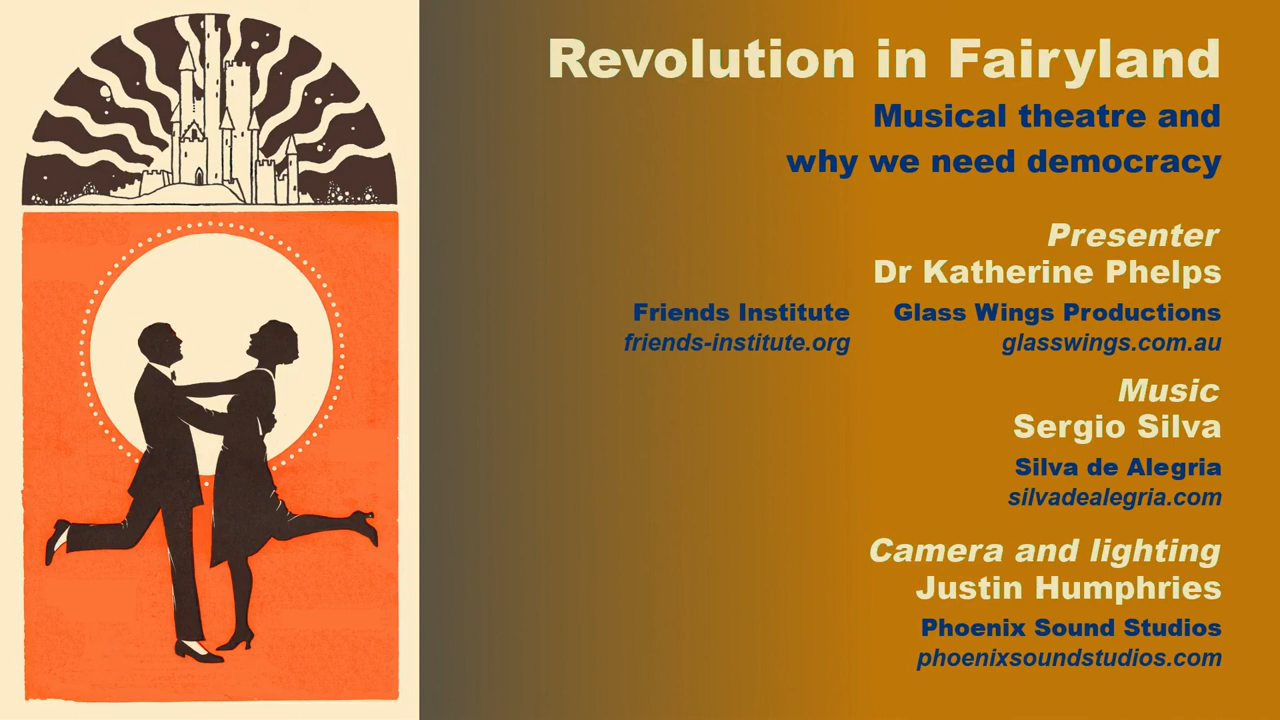 Revolution in Fairyland
Musical theatre and
why we need democracy
Presenter
Dr Katherine Phelps
Friends Institute
friends-institute.org
Glass Wings Productions
glasswings.com.au
Music
Sergio Silva
Silva de Alegria
silvadealegria.com
Camera and lighting
Justin Humphries
Phoenix Sound Studios
phoenixsoundstudios.com